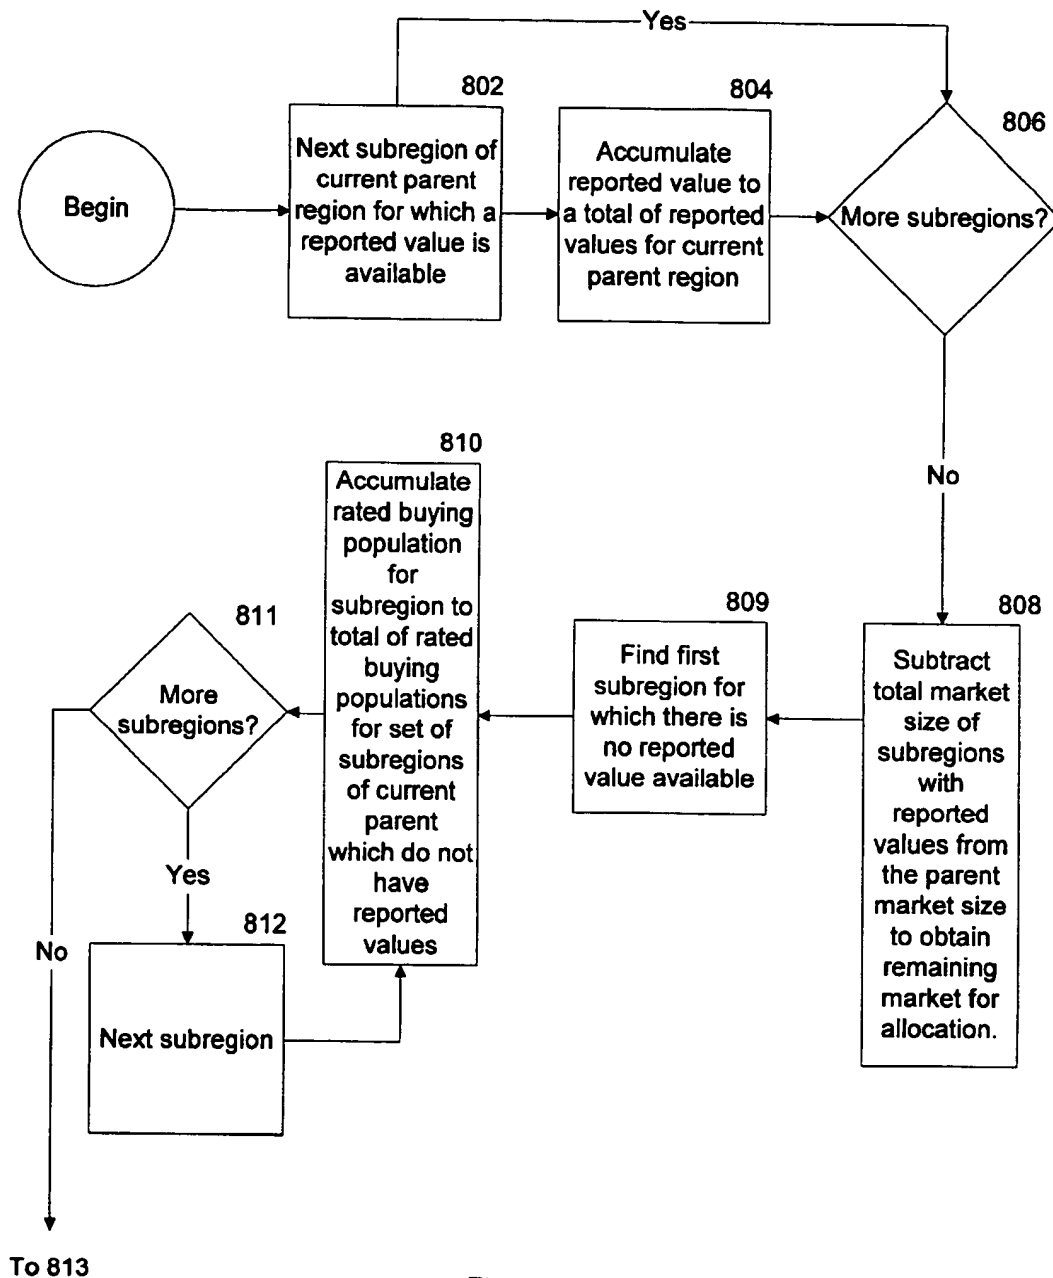 Yes
802
804
806
Begin
Next subregion of
current parent
region for which a
reported value is
available
Accumulate
reported value to
a total of reported
values for current
parent region
More subregions?
No
810
Accumulate
rated buying
population
for
subregion to
total of rated
buying
populations
for set of
subregions
of current
parent
which do not
have
reported
values
811
More
subregions?
809
Find first
subregion for
which there is
no reported
value available
808
Subtract
total market
size of
subregions
with
reported
values from
the parent
market size
to obtain
remaining
market for
allocation.
Yes
No
812
Next subregion
To 813